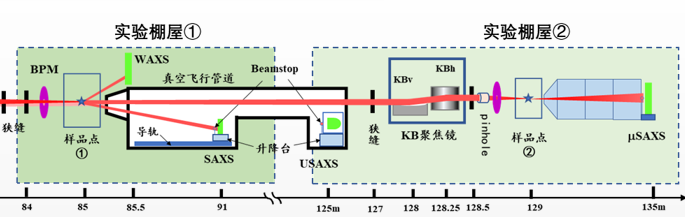 实验棚屋①
实验棚屋②
WAXS
BPM
真空飞行管道
Beamstop
KBv
KBh
狭缝
样品点
①
导轨
SAXS
升降台
USAXS
狭缝
KB聚焦镜
pinhole
样品点
②
μSAXS
84
85
85.5
91
125m
127
128
128.25
128.5
129
135m